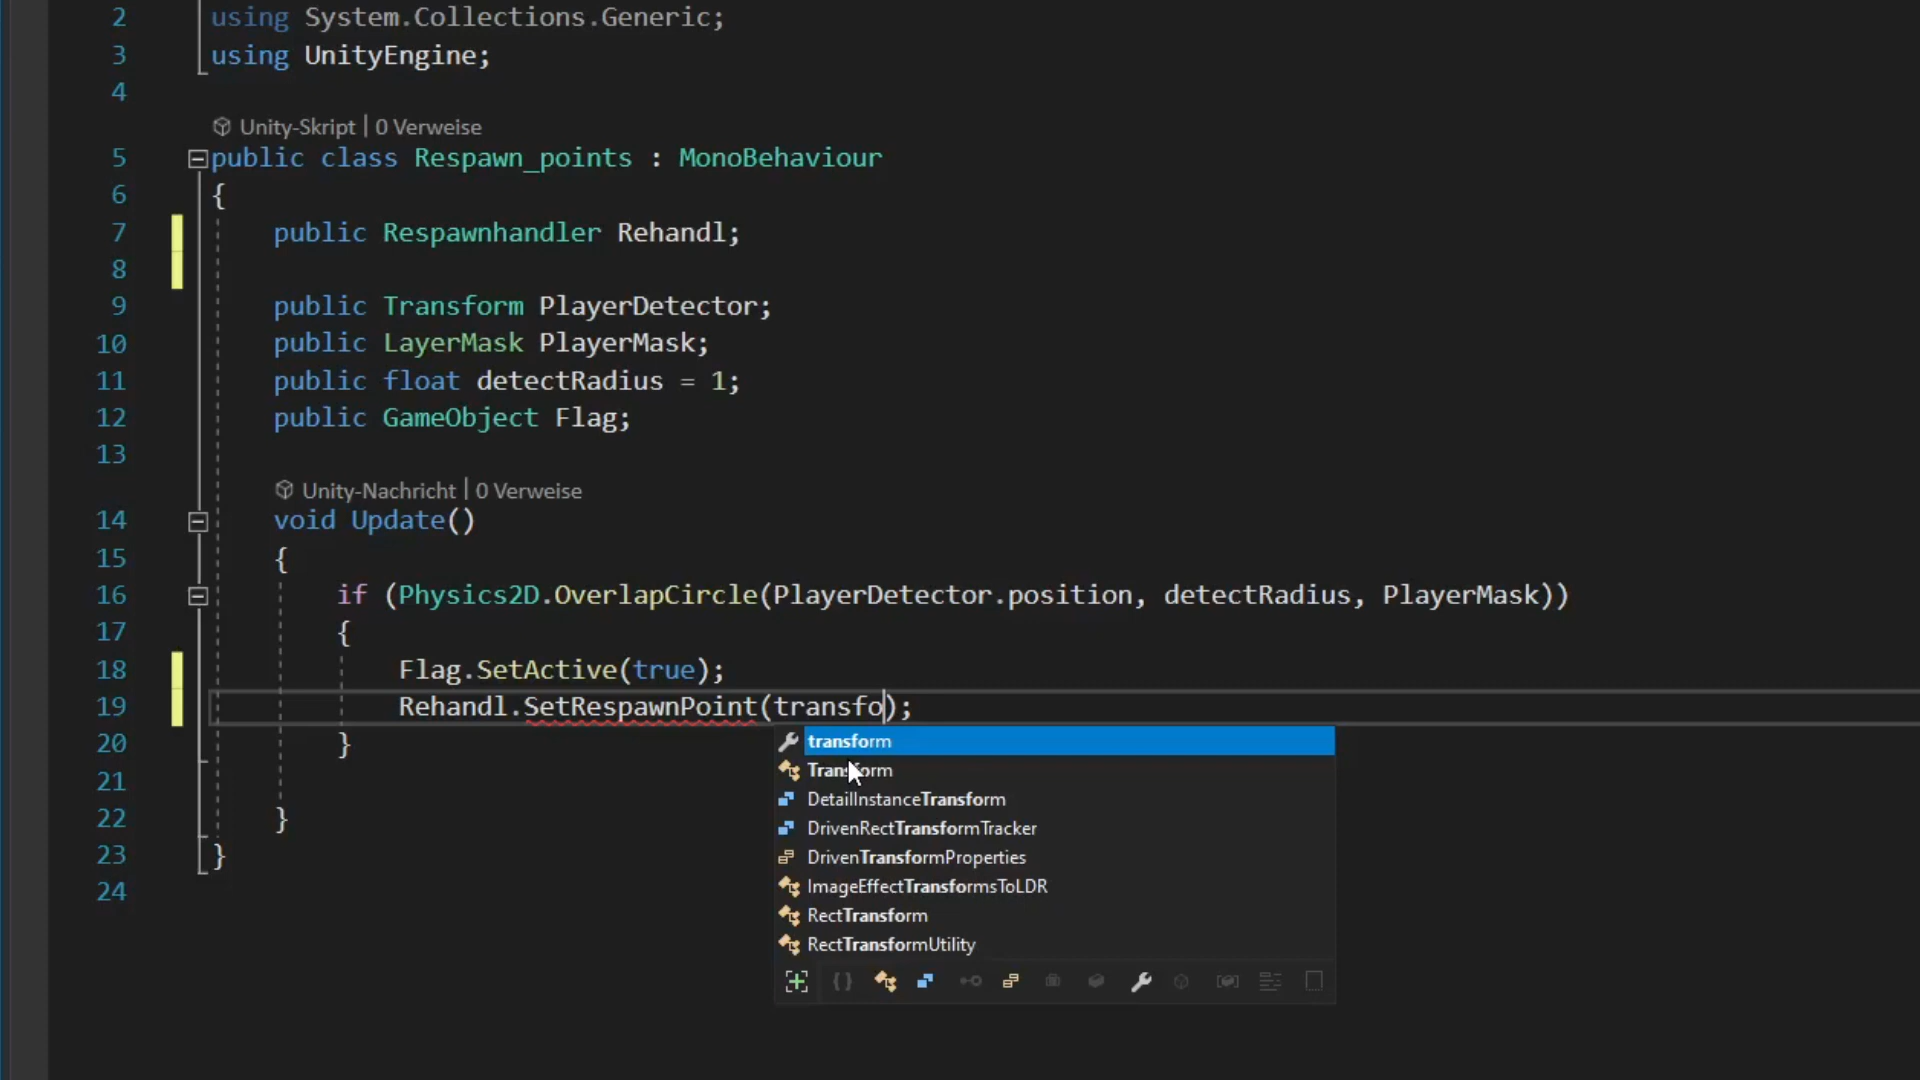 2 using System.Collections.Generic;
3 using UnityEngine;
4
Unity-Skript | 0 Verweise
5 public class Respawn_points : MonoBehaviour
6 {
7 public Respawnhandler Rehandl;
8
9 public Transform PlayerDetector;
10 public LayerMask PlayerMask;
11 public float detectRadius = 1;
12 public GameObject Flag;
13
Unity-Nachricht | 0 Verweise
14 void Update()
15 {
16 if (Physics2D.OverlapCircle(PlayerDetector.position, detectRadius, PlayerMask))
17 {
18 Flag.SetActive(true);
19 Rehandl.SetRespawnPoint(transfo);
20 }
21
22 }
23 }
24
transform
Transform
DetailInstanceTransform
DrivenRectTransformTracker
DrivenTransformProperties
ImageEffectTransformsToLDR
RectTransform
RectTransformUtility